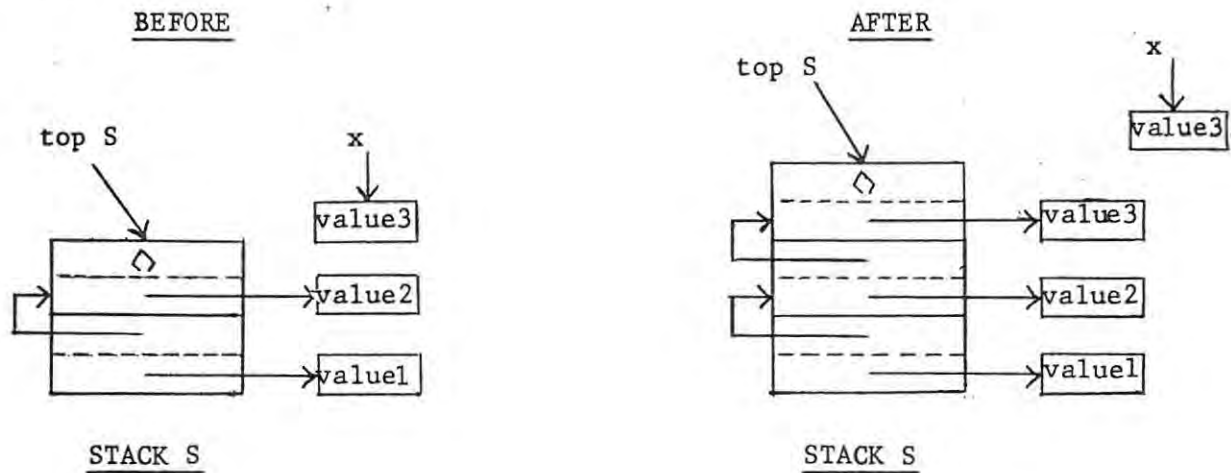 BEFORE
AFTER
x
top S
value3
top S
x
value3
value3
value2
value2
value1
value1
STACK S
STACK S